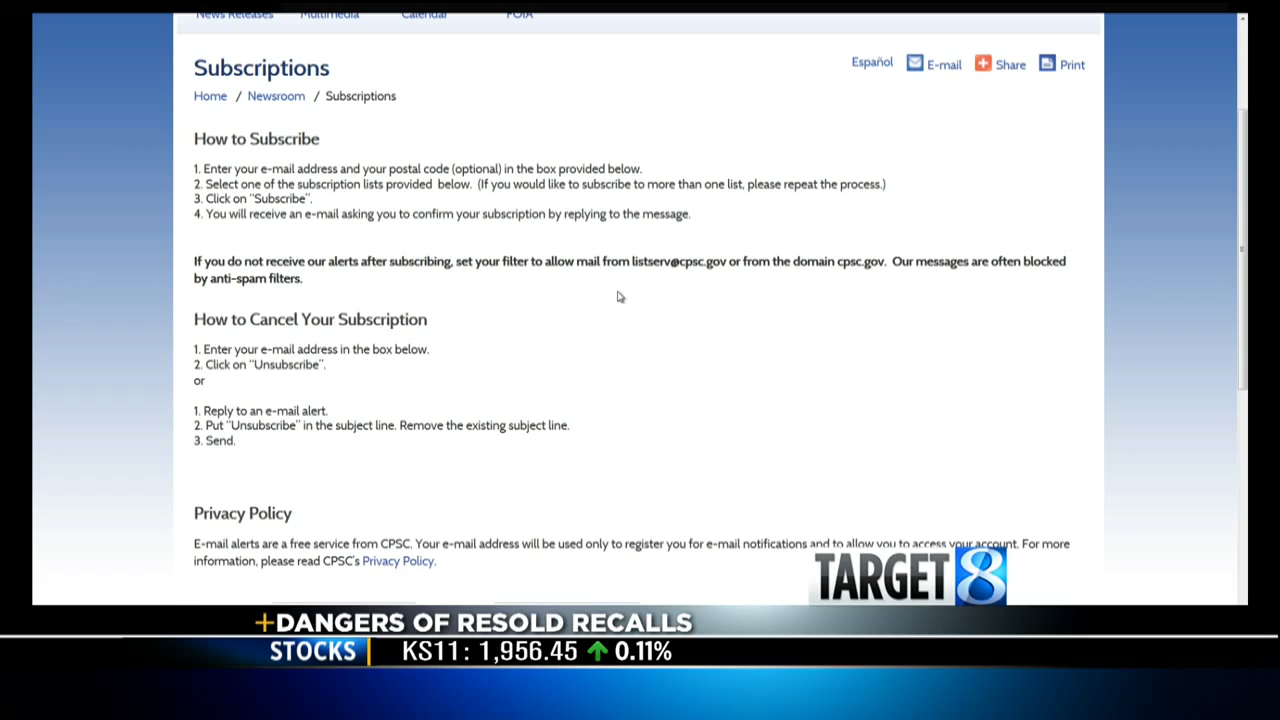 News Releases Multimedia Calendar FOIA
Subscriptions
Español E-mail Share Print
Home / Newsroom / Subscriptions
How to Subscribe
1. Enter your e-mail address and your postal code (optional) in the box provided below.
2. Select one of the subscription lists provided below. (If you would like to subscribe to more than one list, please repeat the process.)
3. Click on "Subscribe".
4. You will receive an e-mail asking you to confirm your subscription by replying to the message.
If you do not receive our alerts after subscribing, set your filter to allow mail from listserv@cpsc.gov or from the domain cpsc.gov. Our messages are often blocked
by anti-spam filters.
How to Cancel Your Subscription
1. Enter your e-mail address in the box below.
2. Click on "Unsubscribe".
or
1. Reply to an e-mail alert.
2. Put "Unsubscribe" in the subject line. Remove the existing subject line.
3. Send.
Privacy Policy
E-mail alerts are a free service from CPSC. Your e-mail address will be used only to register you for e-mail notifications and to allow you to access your account. For more
information, please read CPSC's Privacy Policy.
TARGET 8
+DANGERS OF RESOLD RECALLS
STOCKS KS11: 1,956.45 0.11%